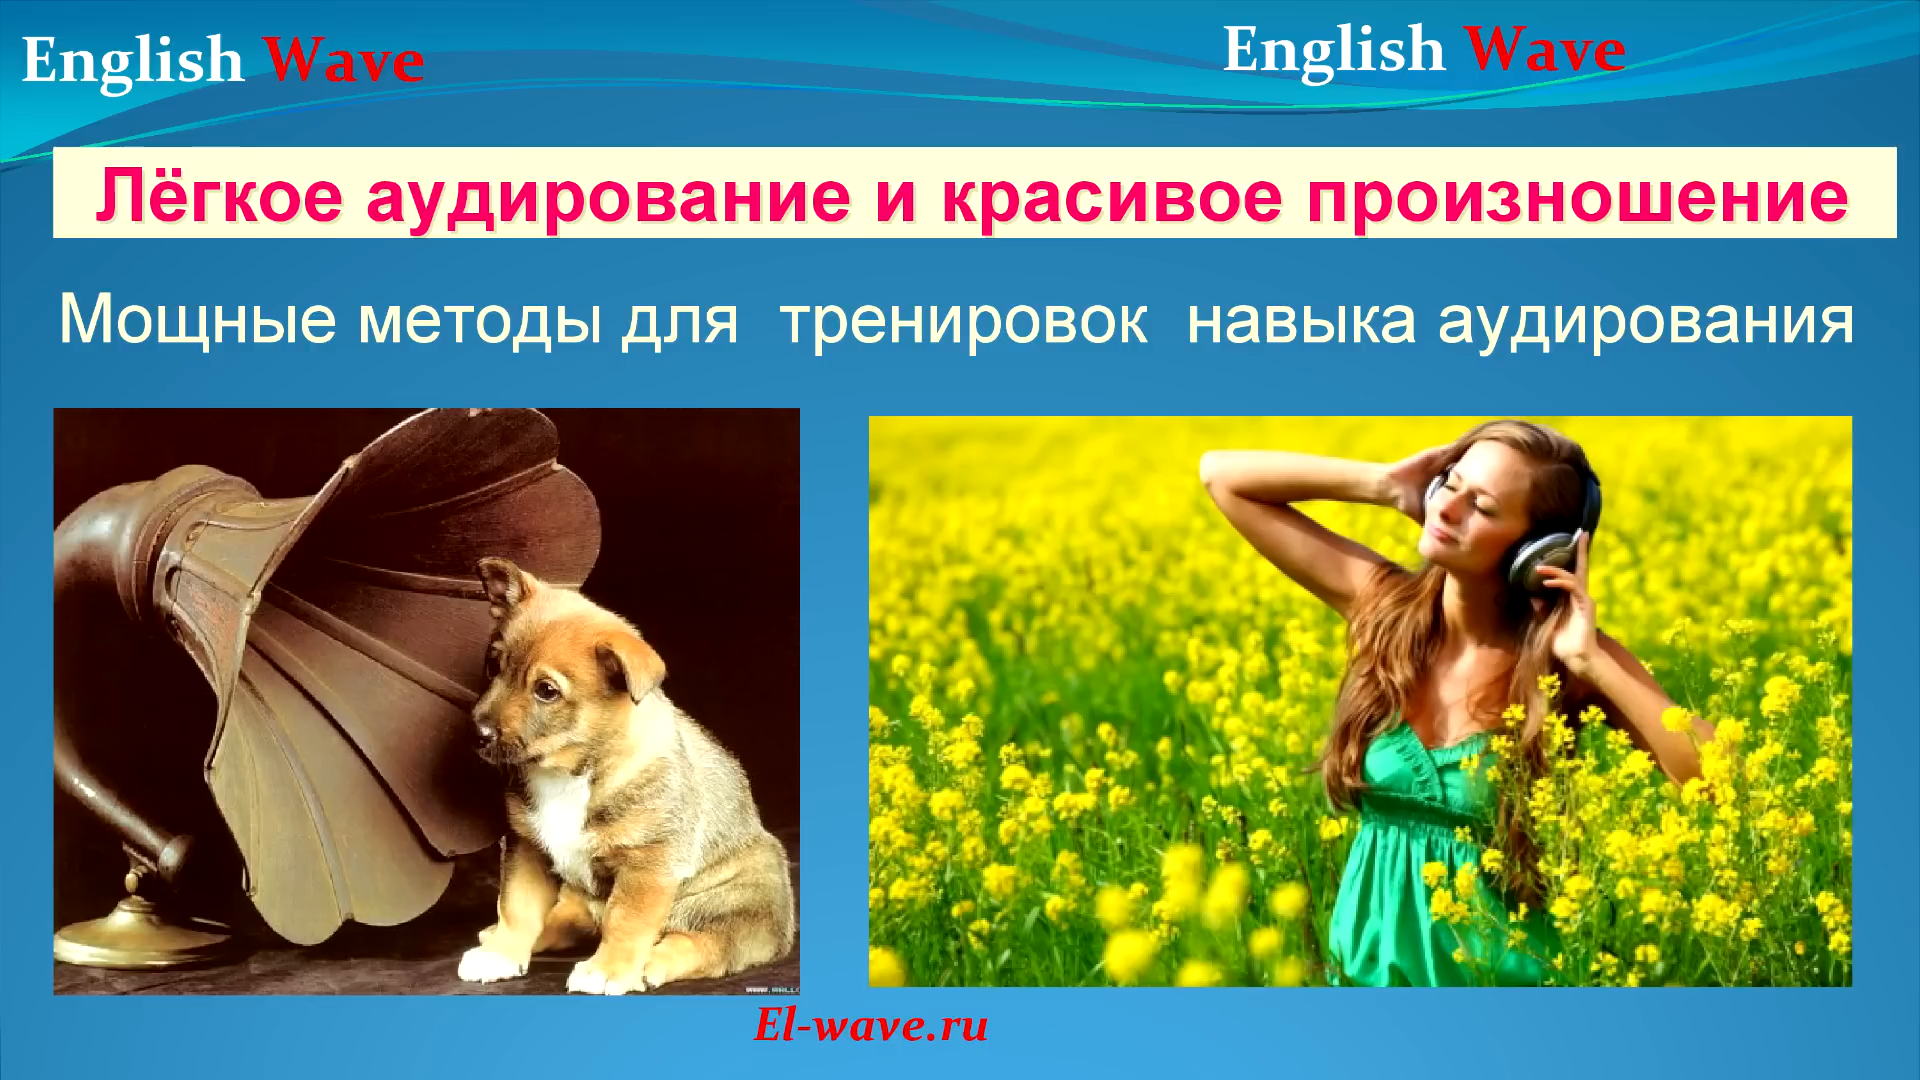 English Wave
English Wave
Лёгкое аудирование и красивое произношение
Мощные методы для тренировок навыка аудирования
El-wave.ru